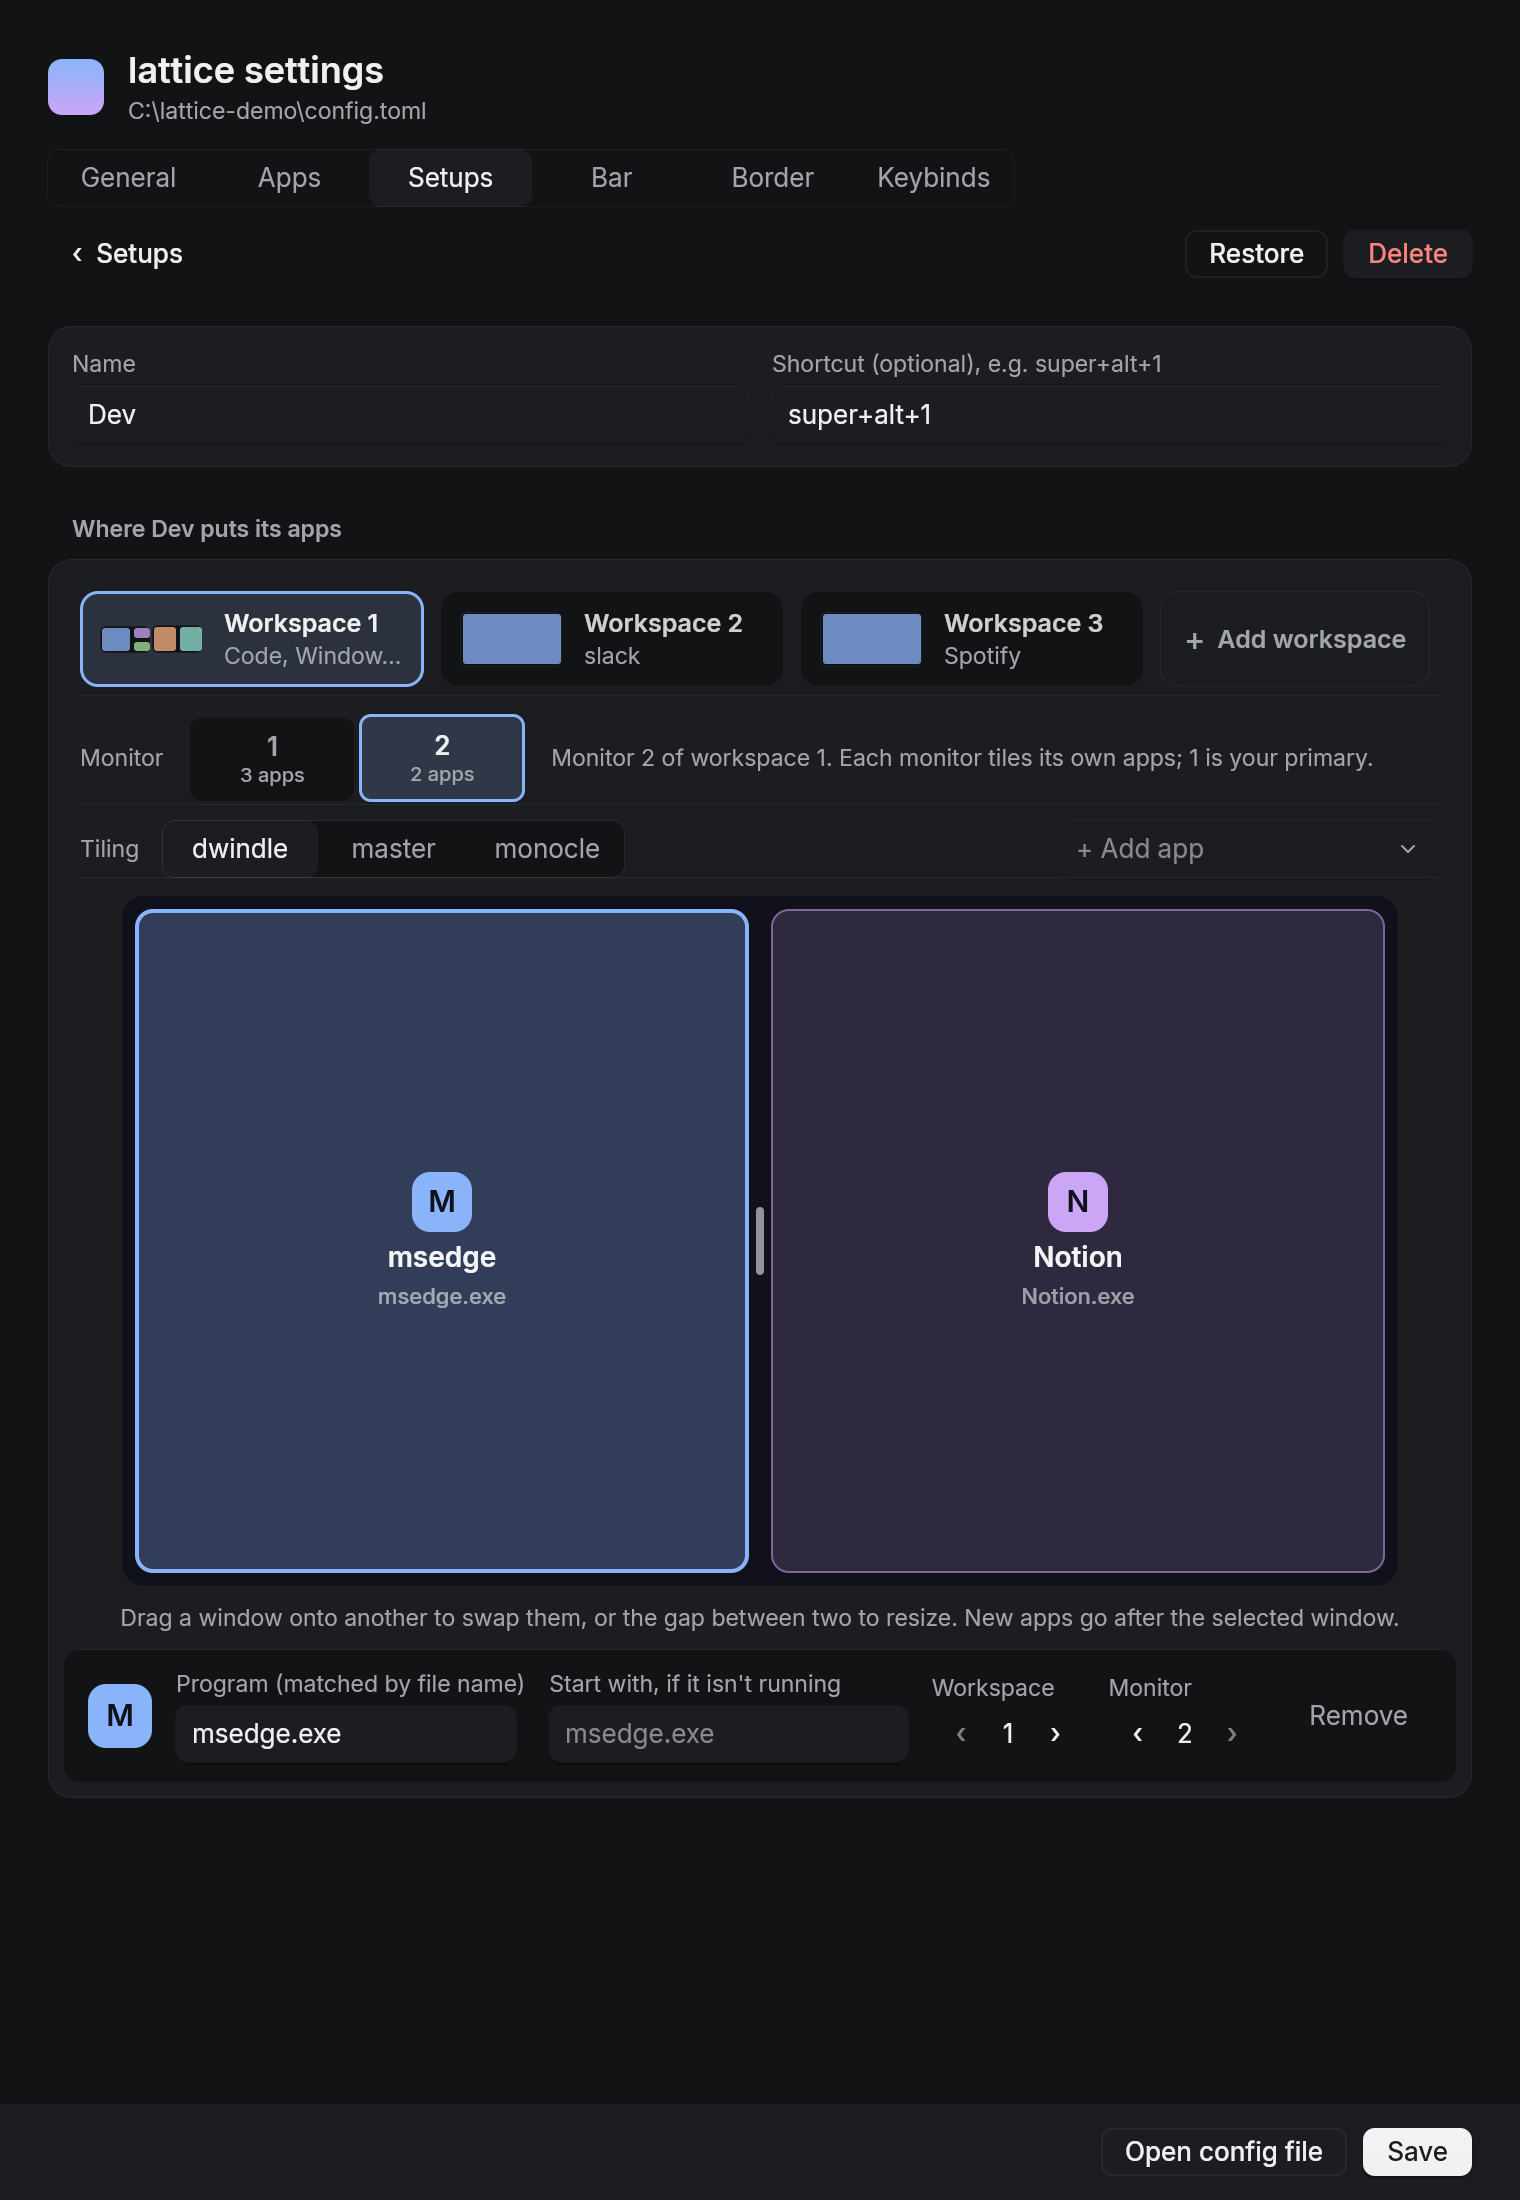 lattice settings
C:\lattice-demo\config.toml
General Apps Setups Bar Border Keybinds
‹ Setups Restore Delete
Name Shortcut (optional), e.g. super+alt+1
Dev super+alt+1
Where Dev puts its apps
Workspace 1 Workspace 2 Workspace 3 + Add workspace
Code, Window... slack Spotify
Monitor 1 2 Monitor 2 of workspace 1. Each monitor tiles its own apps; 1 is your primary.
3 apps 2 apps
Tiling dwindle master monocle + Add app
M N
msedge Notion
msedge.exe Notion.exe
Drag a window onto another to swap them, or the gap between two to resize. New apps go after the selected window.
Program (matched by file name) Start with, if it isn't running Workspace Monitor
M msedge.exe msedge.exe ‹ 1 › ‹ 2 › Remove
Open config file Save